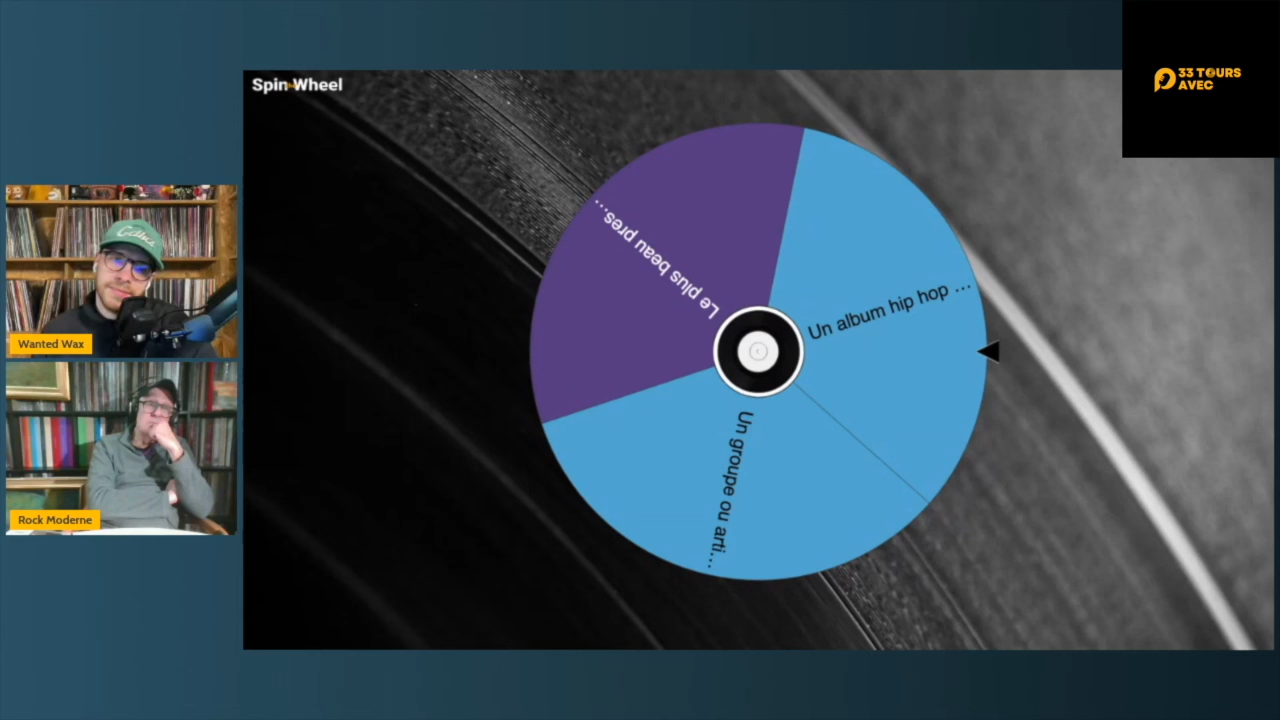 Spin the Wheel
33 TOURS
AVEC
Le plus beau pres...
Un album hip hop ...
Un groupe ou arti...
Wanted Wax
Rock Moderne